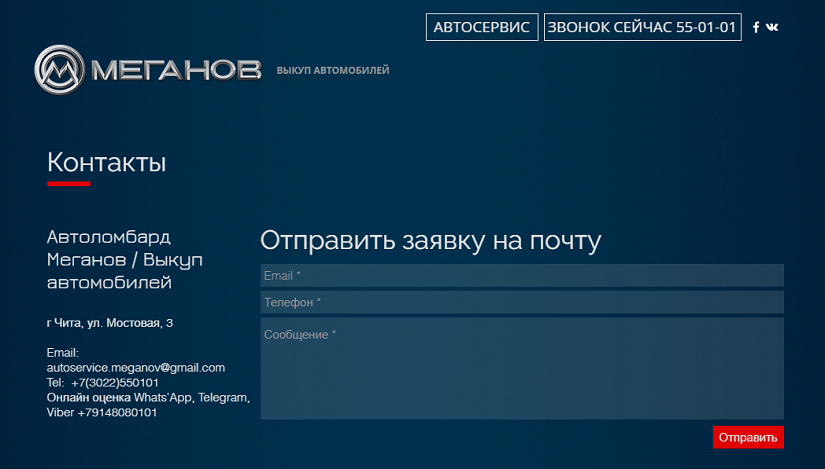 АВТОСЕРВИС
ЗВОНОК СЕЙЧАС 55-01-01
МЕГАНОВ
ВЫКУП АВТОМОБИЛЕЙ
Контакты
Автоломбард
Меганов / Выкуп
автомобилей
г Чита, ул. Мостовая, 3
Email:
autoservice.meganov@gmail.com
Tel: +7(3022)550101
Онлайн оценка Whats'App, Telegram,
Viber +79148080101
Отправить заявку на почту
Email *
Телефон *
Сообщение *
Отправить